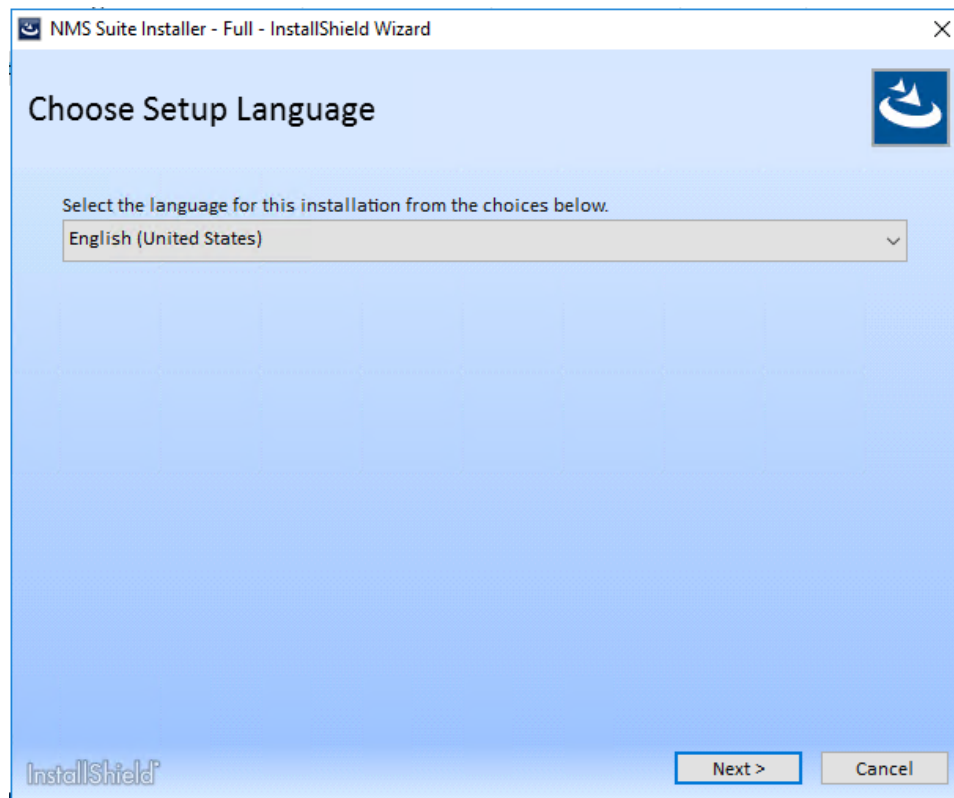 NMS Suite Installer - Full - InstallShield Wizard
Choose Setup Language
Select the language for this installation from the choices below.
English (United States)
InstallShield
Next >
Cancel